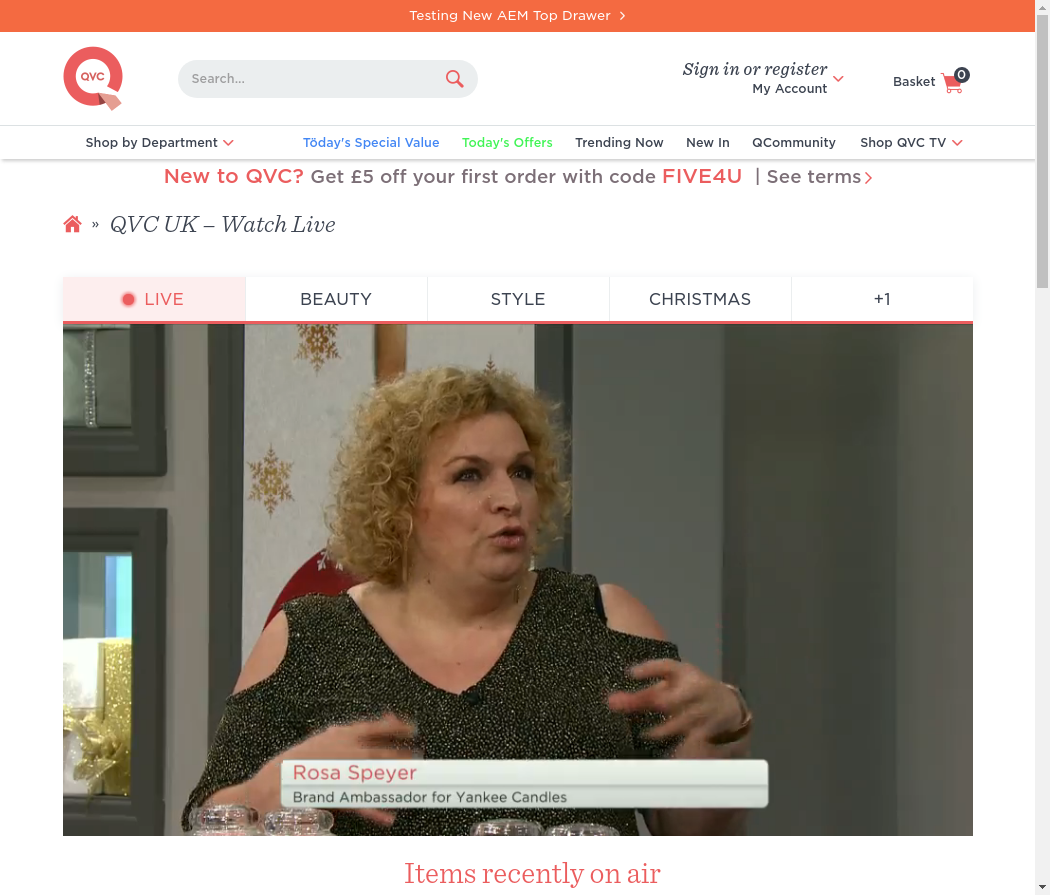 Testing New AEM Top Drawer
QVC
Search...
Sign in or register
My Account
Basket
0
Shop by Department
Töday's Special Value
Today's Offers
Trending Now
New In
QCommunity
Shop QVC TV
New to QVC? Get £5 off your first order with code FIVE4U | See terms
» QVC UK – Watch Live
LIVE
BEAUTY
STYLE
CHRISTMAS
+1
Rosa Speyer
Brand Ambassador for Yankee Candles
Items recently on air